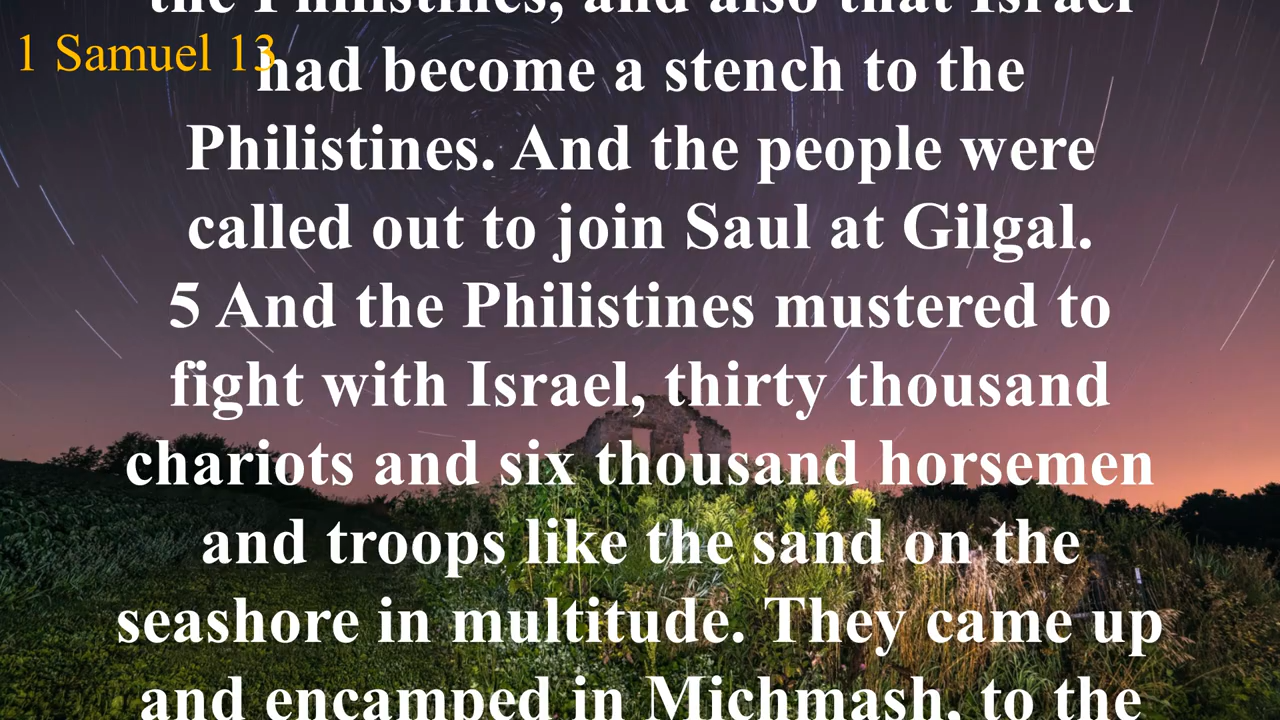 the Philistines, and also that Israel
1 Samuel 13
had become a stench to the
Philistines. And the people were
called out to join Saul at Gilgal.
5 And the Philistines mustered to
fight with Israel, thirty thousand
chariots and six thousand horsemen
and troops like the sand on the
seashore in multitude. They came up
and encamped in Michmash, to the